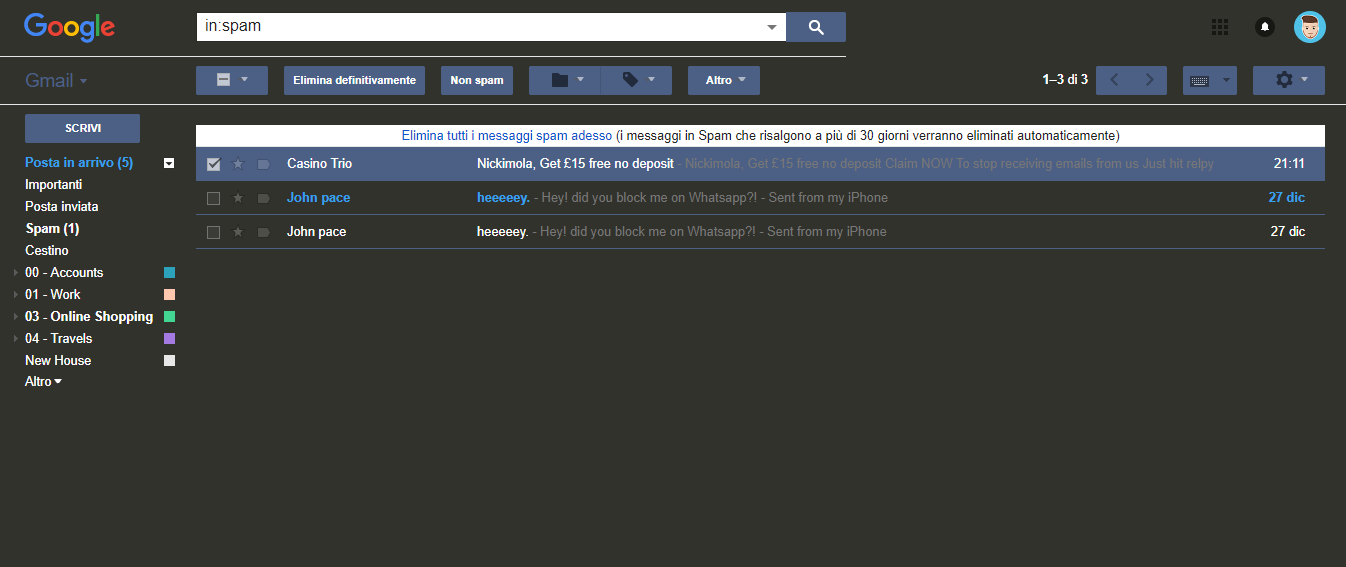 Google
in:spam
Gmail
Elimina definitivamente
Non spam
Altro
1–3 di 3
SCRIVI
Elimina tutti i messaggi spam adesso (i messaggi in Spam che risalgono a più di 30 giorni verranno eliminati automaticamente)
Posta in arrivo (5)
Importanti
Posta inviata
Spam (1)
Cestino
00 - Accounts
01 - Work
03 - Online Shopping
04 - Travels
New House
Altro
Casino Trio Nickimola, Get £15 free no deposit - Nickimola, Get £15 free no deposit Claim NOW To stop receiving emails from us Just hit relpy 21:11
John pace heeeeey. - Hey! did you block me on Whatsapp?! - Sent from my iPhone 27 dic
John pace heeeeey. - Hey! did you block me on Whatsapp?! - Sent from my iPhone 27 dic